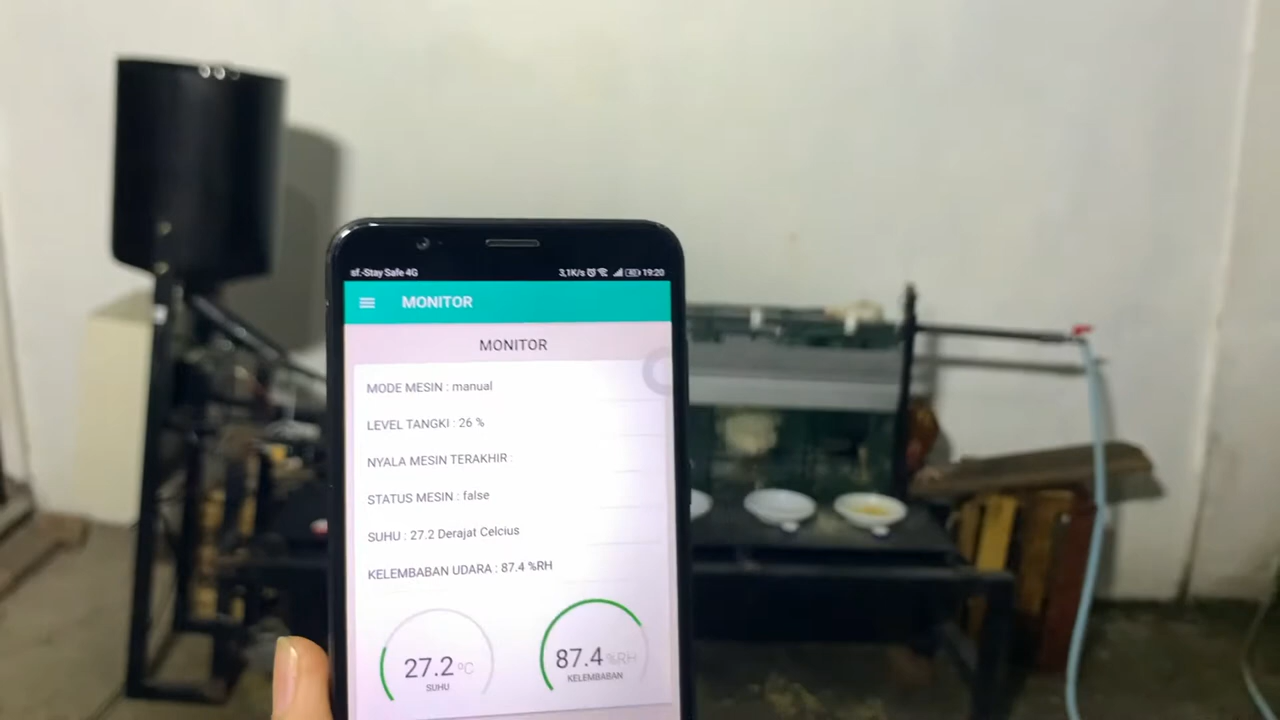 sf.-Stay Safe 4G 3,1K/s 19:20
MONITOR
MONITOR
MODE MESIN : manual
LEVEL TANGKI : 26 %
NYALA MESIN TERAKHIR :
STATUS MESIN : false
SUHU : 27.2 Derajat Celcius
KELEMBABAN UDARA : 87.4 %RH
27.2 ºC
SUHU
87.4 %RH
KELEMBABAN